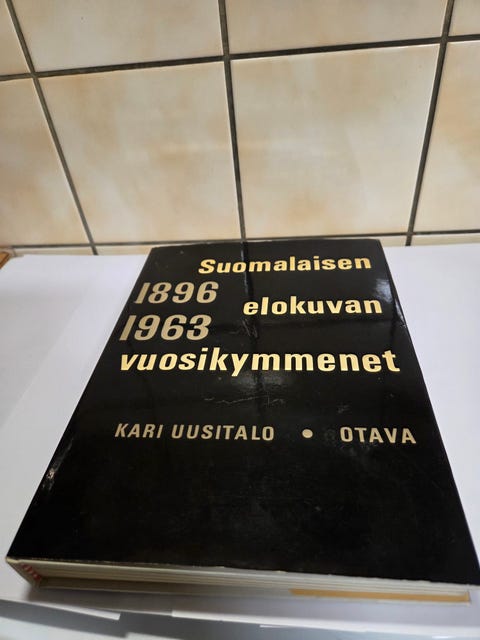 Suomalaisen
1896 elokuvan
1963
vuosikymmenet
KARI UUSITALO • OTAVA